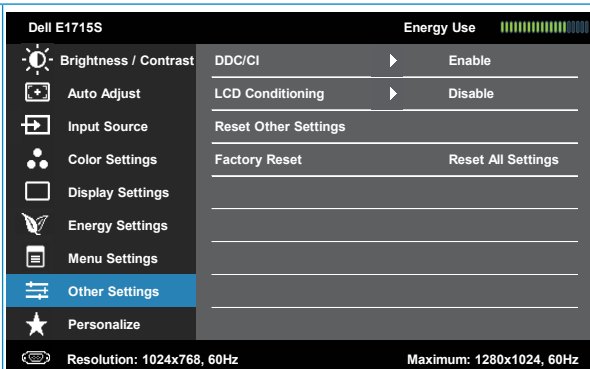 Dell E1715S Energy Use
Brightness / Contrast DDC/CI Enable
Auto Adjust LCD Conditioning Disable
Input Source Reset Other Settings
Color Settings Factory Reset Reset All Settings
Display Settings
Energy Settings
Menu Settings
Other Settings
Personalize
Resolution: 1024x768, 60Hz Maximum: 1280x1024, 60Hz